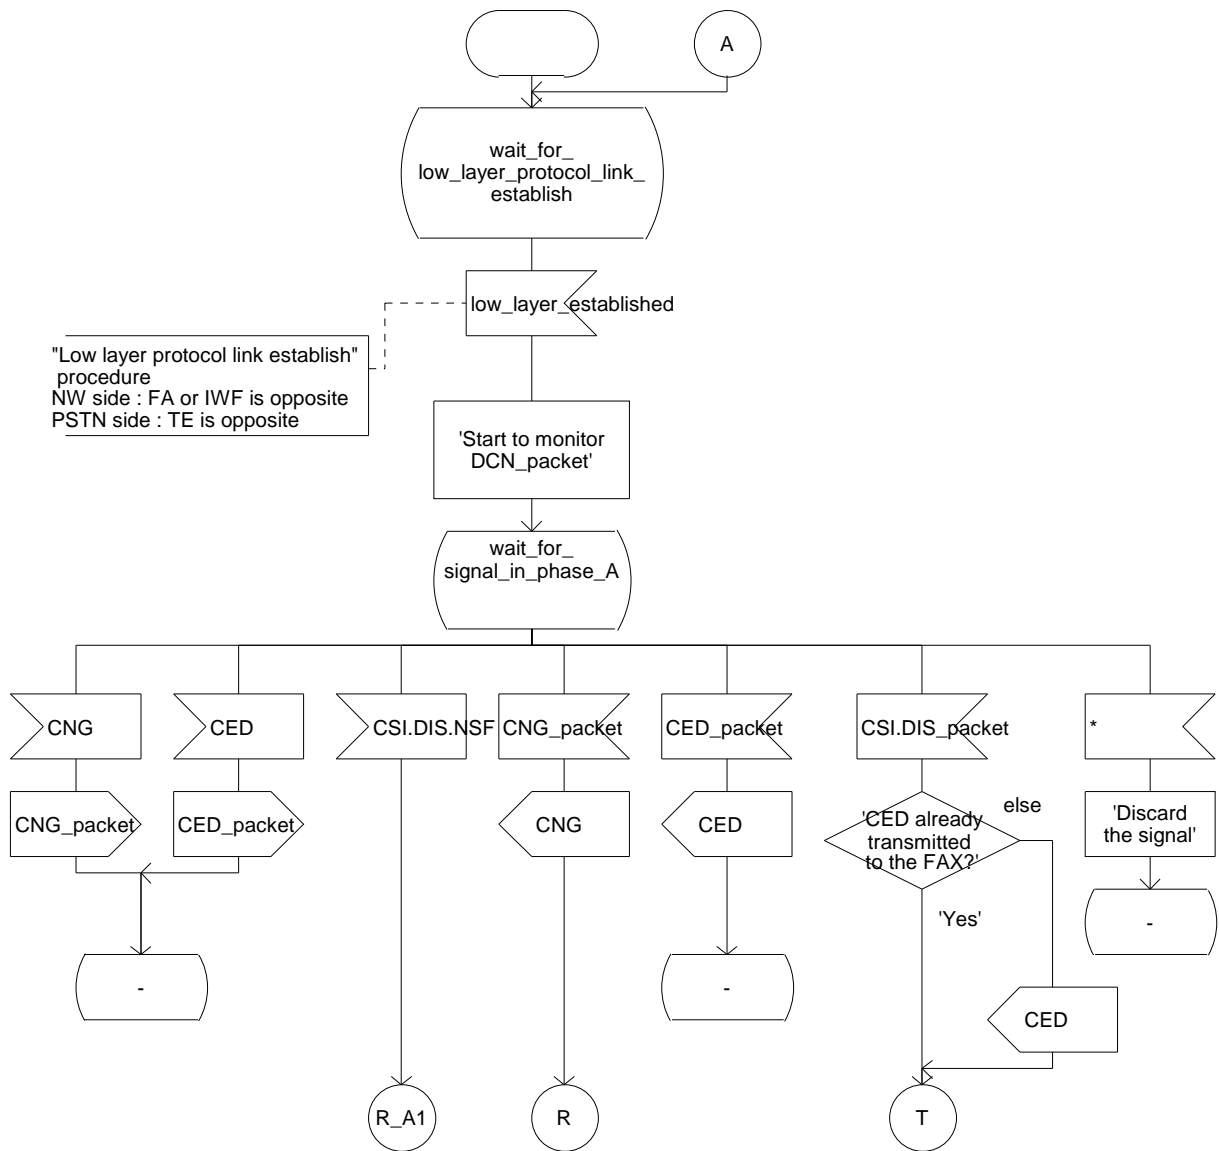 A
wait_for_
low_layer_protocol_link_
establish
low_layer_established
"Low layer protocol link establish"
procedure
NW side : FA or IWF is opposite
PSTN side : TE is opposite
'Start to monitor
DCN_packet'
wait_for_
signal_in_phase_A
CNG
CED
CSI.DIS.NSF
CNG_packet
CED_packet
CSI.DIS_packet
*
CNG_packet
CED_packet
CNG
CED
'CED already
transmitted
to the FAX?'
else
'Discard
the signal'
'Yes'
-
-
-
CED
R_A1
R
T